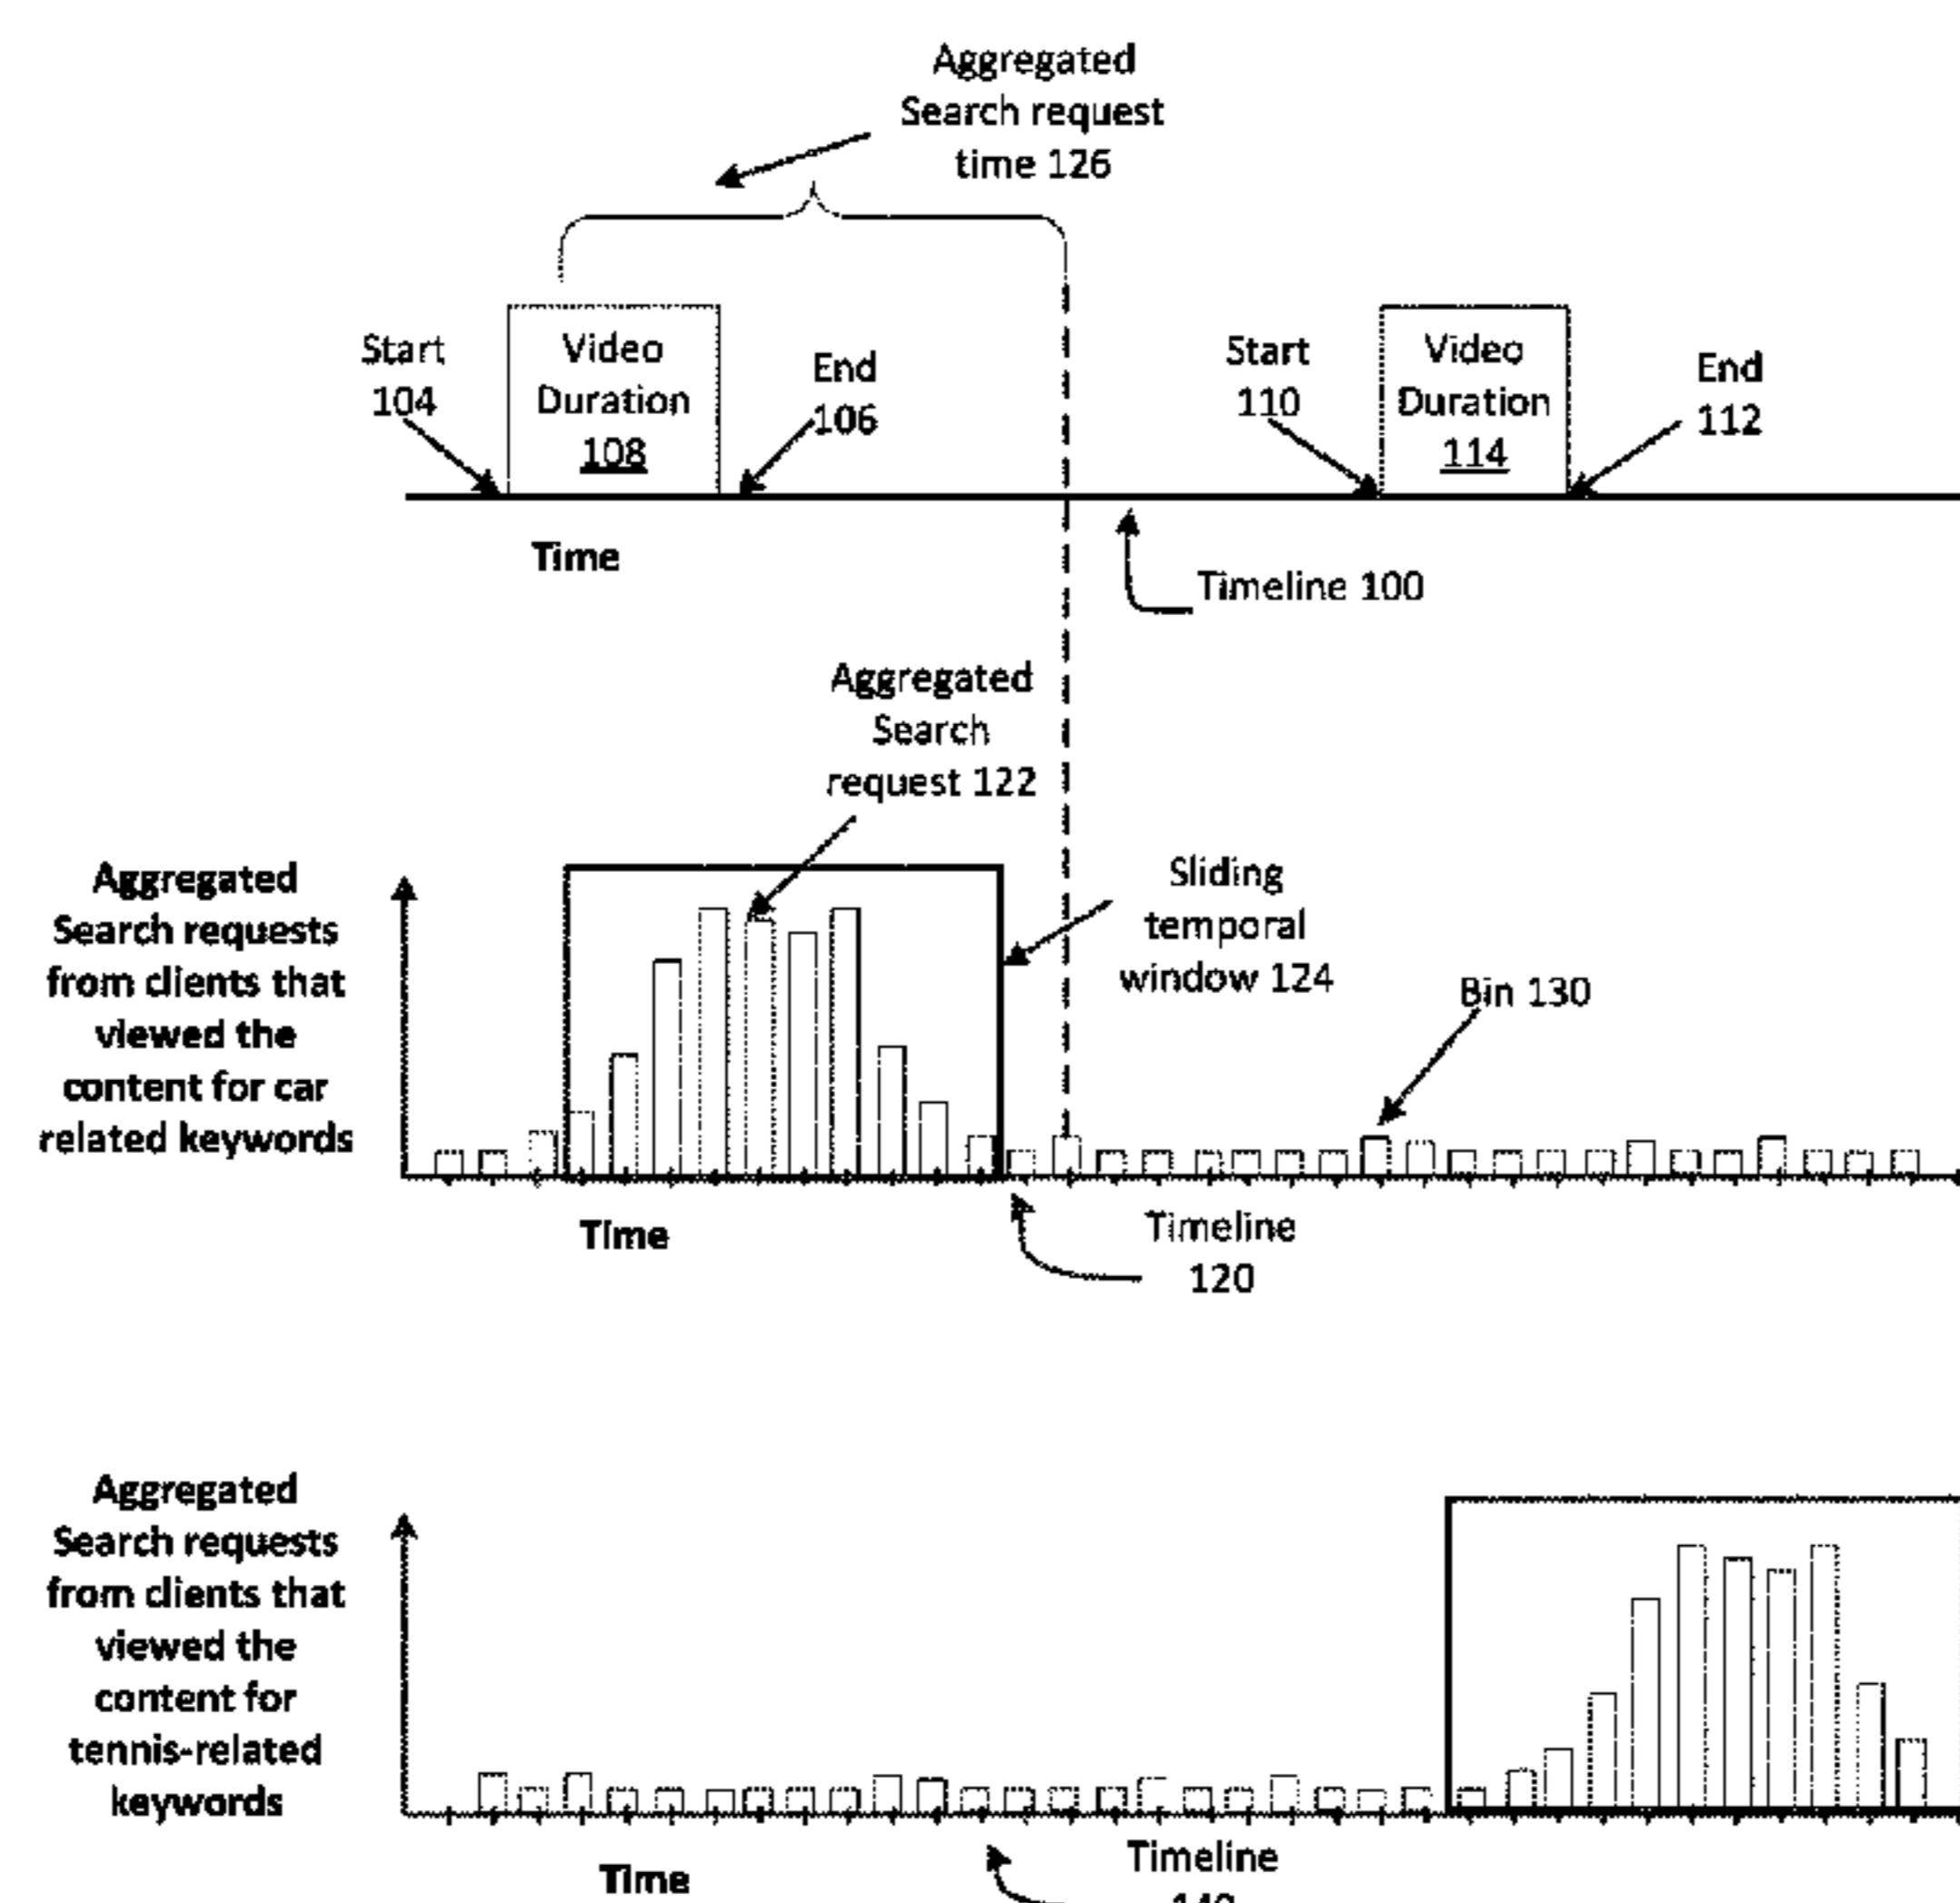 Aggregated
Search request
time 126
Start
104
Video
Duration
108
End
106
Start
110
Video
Duration
114
End
112
Time
Timeline 100
Aggregated
Search
request 122
Aggregated
Search requests
from clients that
viewed the
content for car
related keywords
Sliding
temporal
window 124
Bin 130
Time
Timeline
120
Aggregated
Search requests
from clients that
viewed the
content for
tennis-related
keywords
Time
Timeline